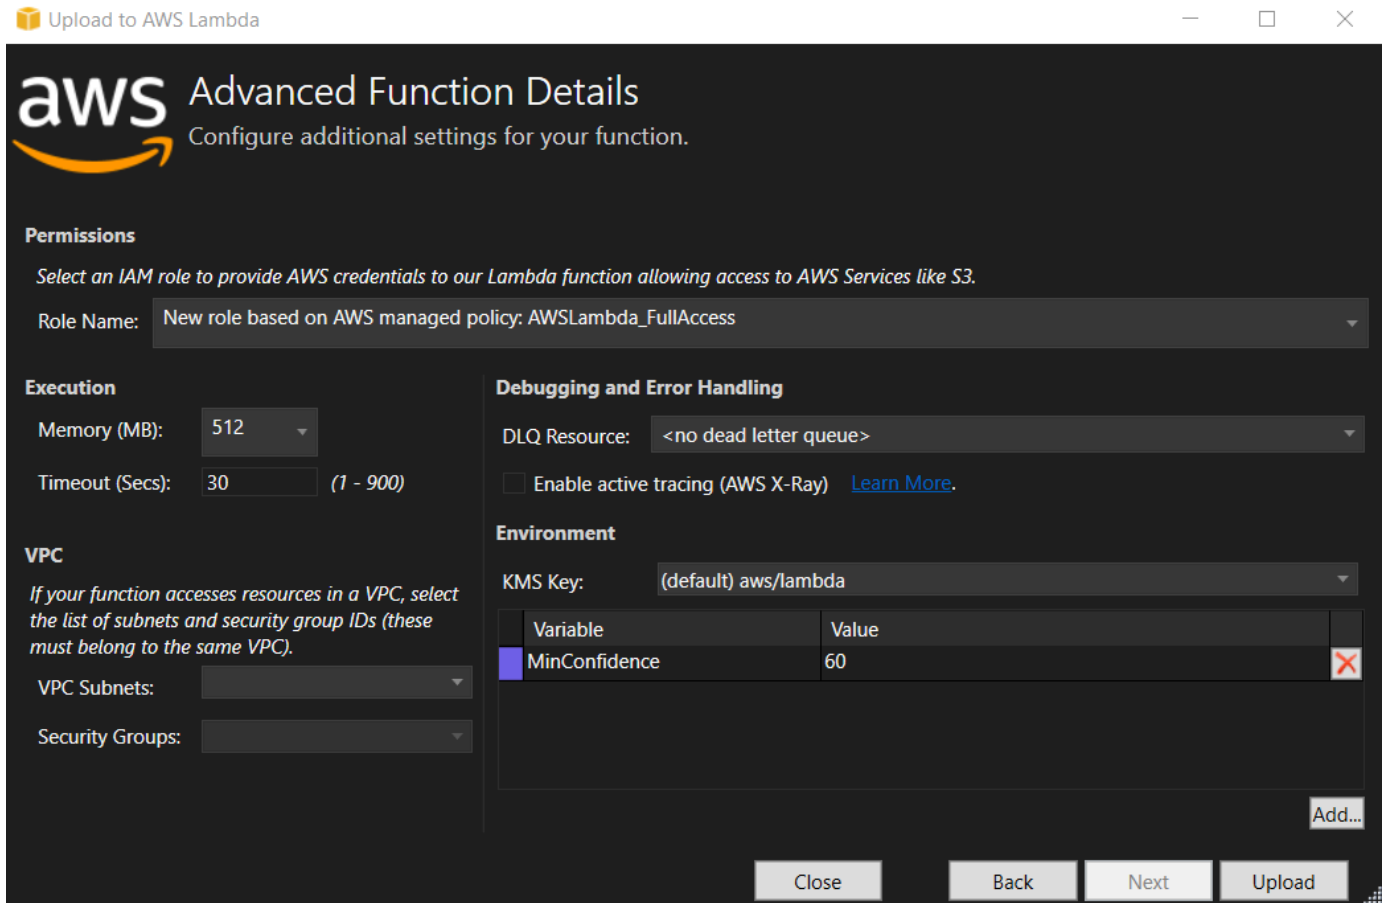 Upload to AWS Lambda
aws
Advanced Function Details
Configure additional settings for your function.
Permissions
Select an IAM role to provide AWS credentials to our Lambda function allowing access to AWS Services like S3.
Role Name: New role based on AWS managed policy: AWSLambda_FullAccess
Execution
Memory (MB): 512
Timeout (Secs): 30 (1 - 900)
VPC
If your function accesses resources in a VPC, select
the list of subnets and security group IDs (these
must belong to the same VPC).
VPC Subnets:
Security Groups:
Debugging and Error Handling
DLQ Resource: <no dead letter queue>
Enable active tracing (AWS X-Ray) Learn More.
Environment
KMS Key: (default) aws/lambda
Variable Value
MinConfidence 60
Add...
Close Back Next Upload